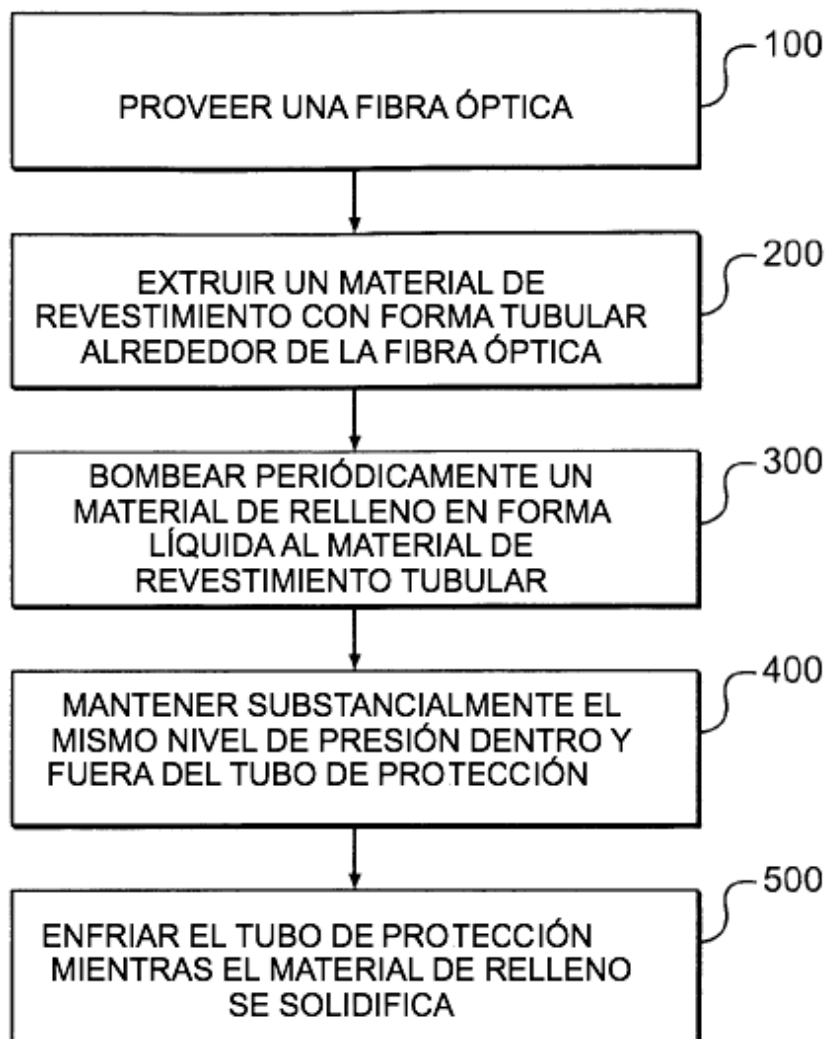 100
PROVEER UNA FIBRA ÓPTICA
200
EXTRUIR UN MATERIAL DE
REVESTIMIENTO CON FORMA TUBULAR
ALREDEDOR DE LA FIBRA ÓPTICA
300
BOMBEAR PERIÓDICAMENTE UN
MATERIAL DE RELLENO EN FORMA
LÍQUIDA AL MATERIAL DE
REVESTIMIENTO TUBULAR
400
MANTENER SUBSTANCIALMENTE EL
MISMO NIVEL DE PRESIÓN DENTRO Y
FUERA DEL TUBO DE PROTECCIÓN
500
ENFRIAR EL TUBO DE PROTECCIÓN
MIENTRAS EL MATERIAL DE RELLENO
SE SOLIDIFICA